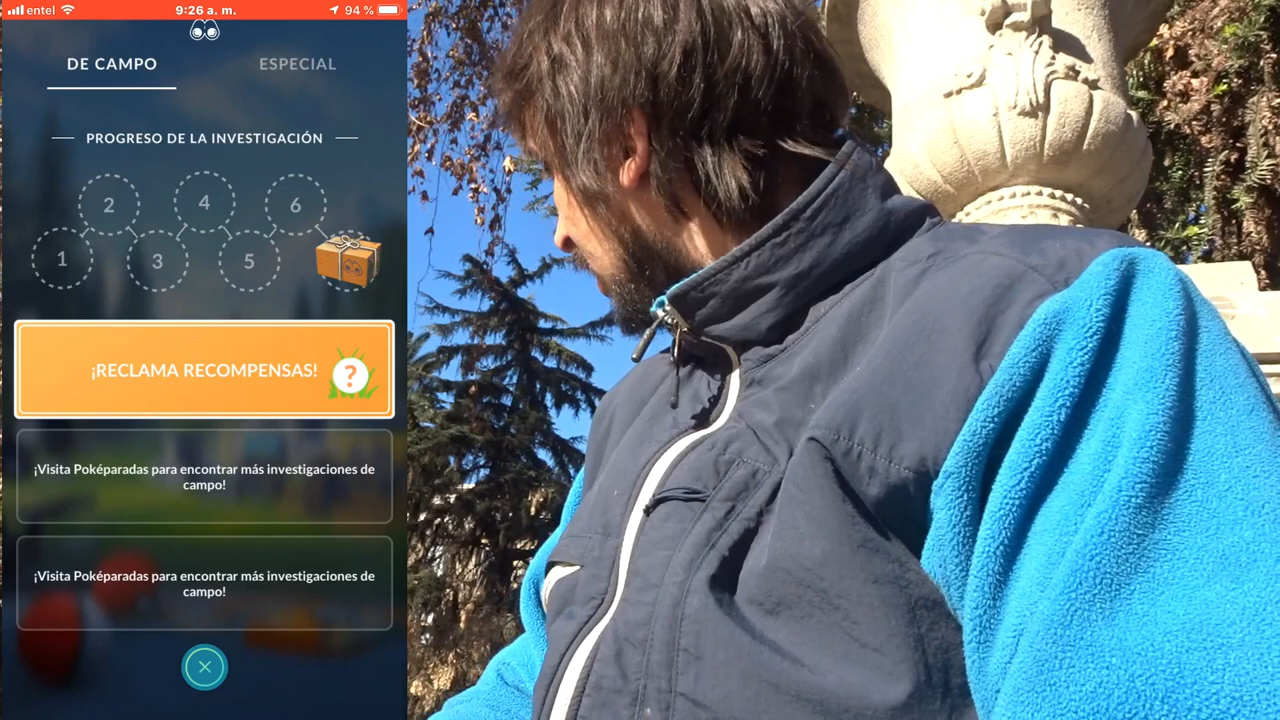 entel 9:26 a. m. 94 %
DE CAMPO ESPECIAL
PROGRESO DE LA INVESTIGACIÓN
2 4 6
1 3 5
¡RECLAMA RECOMPENSAS! ?
¡Visita Poképaradas para encontrar más investigaciones de
campo!
¡Visita Poképaradas para encontrar más investigaciones de
campo!